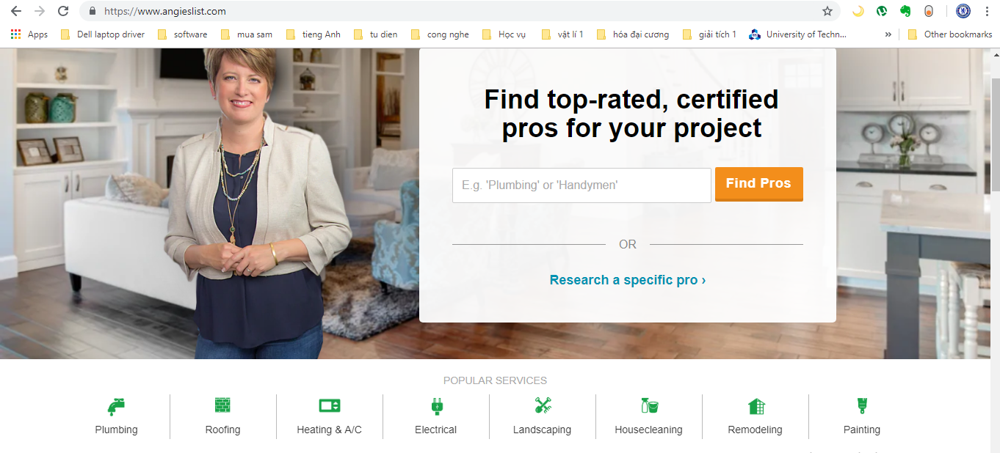 https://www.angieslist.com
Apps Dell laptop driver software mua sam tieng Anh tu dien cong nghe Học vụ vật lí 1 hóa đại cương giải tích 1 University of Techn... » Other bookmarks
Find top-rated, certified
pros for your project
E.g. 'Plumbing' or 'Handymen' Find Pros
OR
Research a specific pro ›
POPULAR SERVICES
Plumbing Roofing Heating & A/C Electrical Landscaping Housecleaning Remodeling Painting